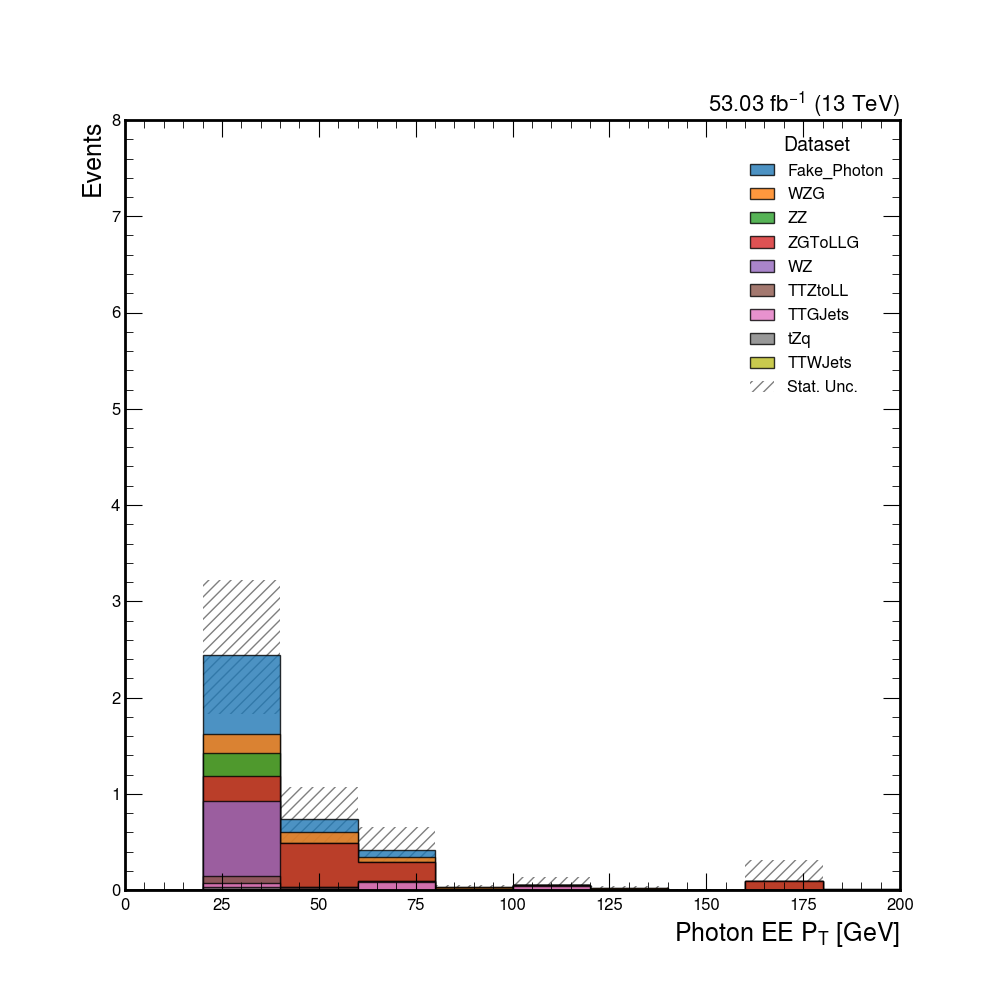 53.03 fb⁻¹ (13 TeV)
Events
8
7
6
5
4
3
2
1
0
Dataset
Fake_Photon
WZG
ZZ
ZGToLLG
WZ
TTZtoLL
TTGJets
tZq
TTWJets
Stat. Unc.
0 25 50 75 100 125 150 175 200
Photon EE P_T [GeV]